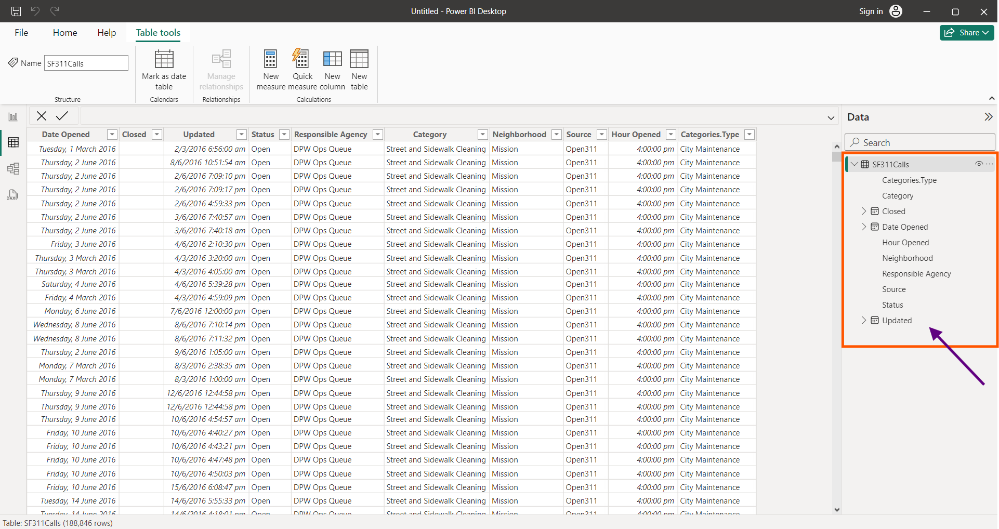 Untitled - Power BI Desktop
Sign in
File Home Help Table tools
Share
Name SF311Calls
Mark as date table
Manage relationships
New measure
Quick measure
New column
New table
Structure Calendars Relationships Calculations
Data
Search
Date Opened Closed Updated Status Responsible Agency Category Neighborhood Source Hour Opened Categories.Type
Tuesday, 1 March 2016 2/3/2016 6:56:00 am Open DPW Ops Queue Street and Sidewalk Cleaning Mission Open311 4:00:00 pm City Maintenance
Thursday, 2 June 2016 8/6/2016 10:51:54 am Open DPW Ops Queue Street and Sidewalk Cleaning Mission Open311 4:00:00 pm City Maintenance
Thursday, 2 June 2016 2/6/2016 7:09:10 pm Open DPW Ops Queue Street and Sidewalk Cleaning Mission Open311 4:00:00 pm City Maintenance
Thursday, 2 June 2016 2/6/2016 7:09:17 pm Open DPW Ops Queue Street and Sidewalk Cleaning Mission Open311 4:00:00 pm City Maintenance
Thursday, 2 June 2016 2/6/2016 4:59:33 pm Open DPW Ops Queue Street and Sidewalk Cleaning Mission Open311 4:00:00 pm City Maintenance
Thursday, 2 June 2016 3/6/2016 7:40:57 am Open DPW Ops Queue Street and Sidewalk Cleaning Mission Open311 4:00:00 pm City Maintenance
Thursday, 2 June 2016 3/6/2016 7:40:18 am Open DPW Ops Queue Street and Sidewalk Cleaning Mission Open311 4:00:00 pm City Maintenance
Friday, 3 June 2016 4/6/2016 2:10:30 pm Open DPW Ops Queue Street and Sidewalk Cleaning Mission Open311 4:00:00 pm City Maintenance
Thursday, 3 March 2016 4/3/2016 3:20:00 am Open DPW Ops Queue Street and Sidewalk Cleaning Mission Open311 4:00:00 pm City Maintenance
Thursday, 3 March 2016 4/3/2016 4:05:00 am Open DPW Ops Queue Street and Sidewalk Cleaning Mission Open311 4:00:00 pm City Maintenance
Saturday, 4 June 2016 4/6/2016 5:39:28 pm Open DPW Ops Queue Street and Sidewalk Cleaning Mission Open311 4:00:00 pm City Maintenance
Friday, 4 March 2016 4/3/2016 4:59:09 pm Open DPW Ops Queue Street and Sidewalk Cleaning Mission Open311 4:00:00 pm City Maintenance
Monday, 6 June 2016 7/6/2016 12:00:00 pm Open DPW Ops Queue Street and Sidewalk Cleaning Mission Open311 4:00:00 pm City Maintenance
Wednesday, 8 June 2016 8/6/2016 7:10:14 pm Open DPW Ops Queue Street and Sidewalk Cleaning Mission Open311 4:00:00 pm City Maintenance
Wednesday, 8 June 2016 8/6/2016 7:11:32 pm Open DPW Ops Queue Street and Sidewalk Cleaning Mission Open311 4:00:00 pm City Maintenance
Thursday, 2 June 2016 9/6/2016 1:05:00 am Open DPW Ops Queue Street and Sidewalk Cleaning Mission Open311 4:00:00 pm City Maintenance
Monday, 7 March 2016 8/3/2016 2:38:35 am Open DPW Ops Queue Street and Sidewalk Cleaning Mission Open311 4:00:00 pm City Maintenance
Monday, 7 March 2016 8/3/2016 1:00:00 am Open DPW Ops Queue Street and Sidewalk Cleaning Mission Open311 4:00:00 pm City Maintenance
Thursday, 9 June 2016 12/6/2016 12:44:58 pm Open DPW Ops Queue Street and Sidewalk Cleaning Mission Open311 4:00:00 pm City Maintenance
Thursday, 9 June 2016 12/6/2016 12:44:58 pm Open DPW Ops Queue Street and Sidewalk Cleaning Mission Open311 4:00:00 pm City Maintenance
Thursday, 9 June 2016 10/6/2016 4:54:57 am Open DPW Ops Queue Street and Sidewalk Cleaning Mission Open311 4:00:00 pm City Maintenance
Friday, 10 June 2016 10/6/2016 4:40:27 pm Open DPW Ops Queue Street and Sidewalk Cleaning Mission Open311 4:00:00 pm City Maintenance
Friday, 10 June 2016 10/6/2016 4:43:21 pm Open DPW Ops Queue Street and Sidewalk Cleaning Mission Open311 4:00:00 pm City Maintenance
Friday, 10 June 2016 10/6/2016 4:47:48 pm Open DPW Ops Queue Street and Sidewalk Cleaning Mission Open311 4:00:00 pm City Maintenance
Friday, 10 June 2016 10/6/2016 4:50:03 pm Open DPW Ops Queue Street and Sidewalk Cleaning Mission Open311 4:00:00 pm City Maintenance
Friday, 10 June 2016 15/6/2016 6:08:47 pm Open DPW Ops Queue Street and Sidewalk Cleaning Mission Open311 4:00:00 pm City Maintenance
Tuesday, 14 June 2016 14/6/2016 5:55:33 pm Open DPW Ops Queue Street and Sidewalk Cleaning Mission Open311 4:00:00 pm City Maintenance
Tuesday, 14 June 2016 14/6/2016 4:18:01 pm Open DPW Ops Queue Street and Sidewalk Cleaning Mission Open311 4:00:00 pm City Maintenance
DAX
SF311Calls
Categories.Type
Category
Closed
Date Opened
Hour Opened
Neighborhood
Responsible Agency
Source
Status
Updated
Table: SF311Calls (188,846 rows)